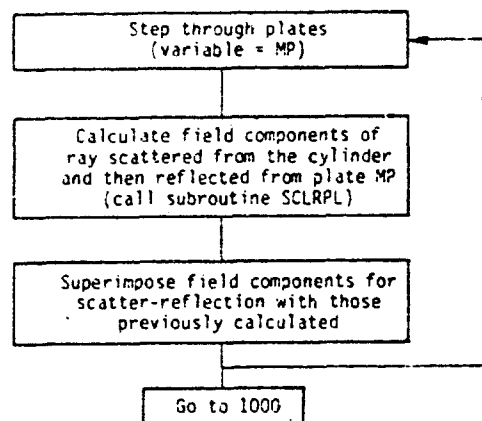 Step through plates
(variable = MP)
Calculate field components of
ray scattered from the cylinder
and then reflected from plate MP
(call subroutine SCLRPL)
Superimpose field components for
scatter-reflection with those
previously calculated
Go to 1000